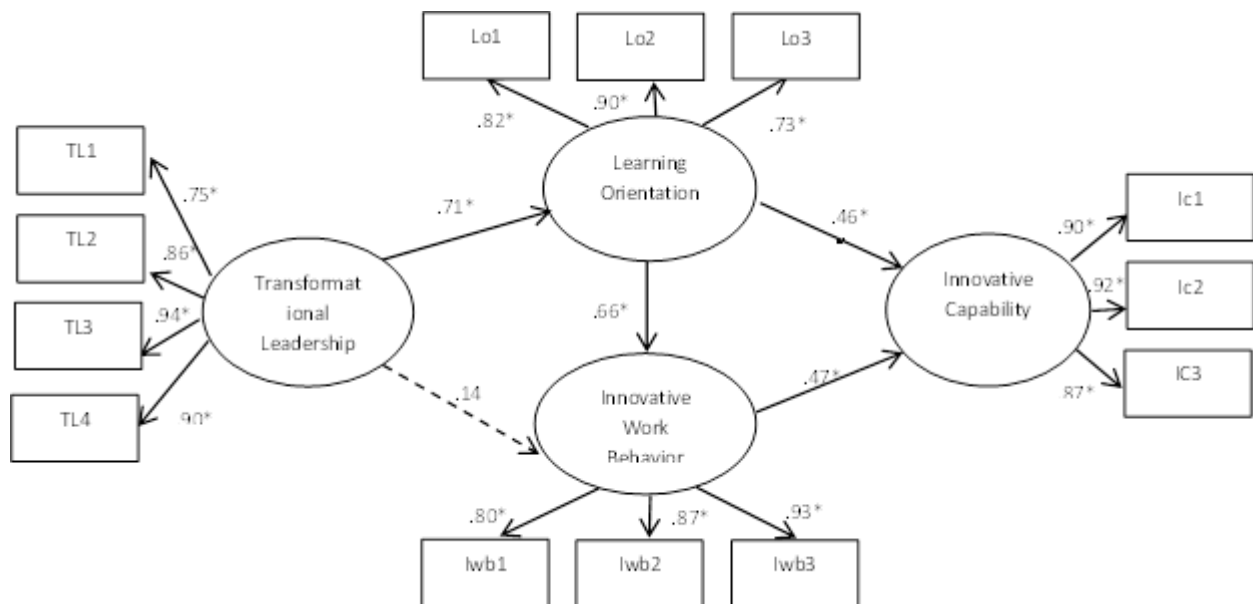 Lo1
Lo2
Lo3
.82*
.90*
.73*
TL1
TL2
TL3
TL4
.75*
.86*
.94*
.90*
Transformat
ional
Leadership
.71*
.14
Learning
Orientation
.66*
Innovative
Work
Behavior
.46*
.47*
Innovative
Capability
.90*
.92*
.87*
Ic1
Ic2
IC3
.80*
.87*
.93*
Iwb1
Iwb2
Iwb3